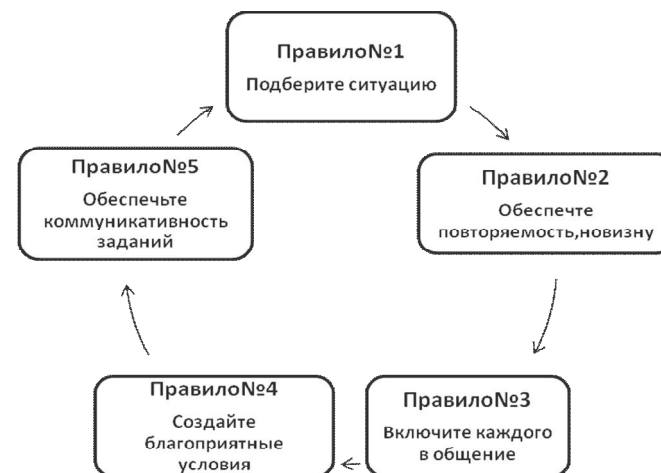 Правило№1
Подберите ситуацию
Правило№2
Обеспечте
повторяемость,новизну
Правило№3
Включите каждого
в общение
Правило№4
Создайте
благоприятные
условия
Правило№5
Обеспечьте
коммуникативность
заданий